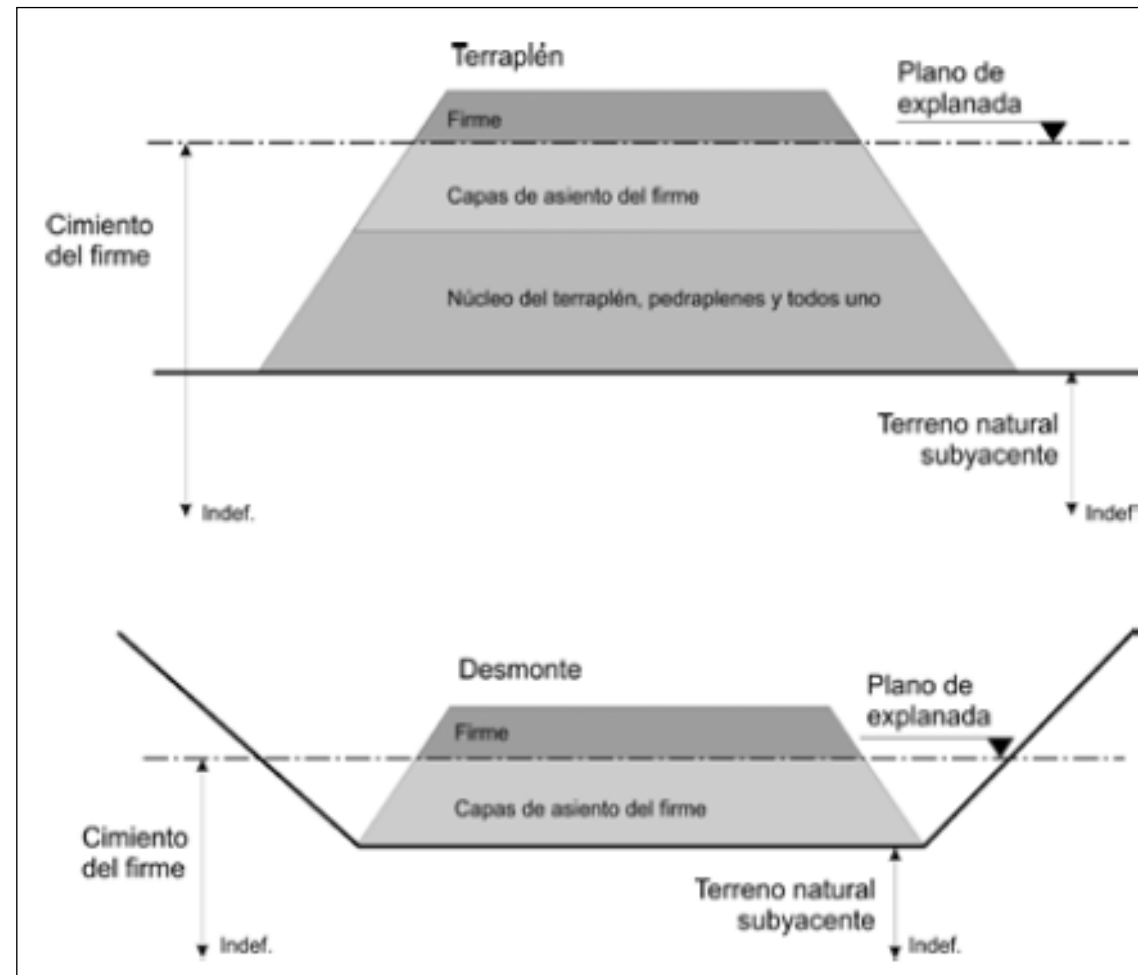 Terraplén
Plano de
explanada
Firme
Capas de asiento del firme
Cimiento
del firme
Núcleo del terraplén, pedraplenes y todos uno
Terreno natural
subyacente
Indef.
Indef
Desmonte
Plano de
explanada
Firme
Capas de asiento del firme
Cimiento
del firme
Terreno natural
subyacente
Indef.
Indef.